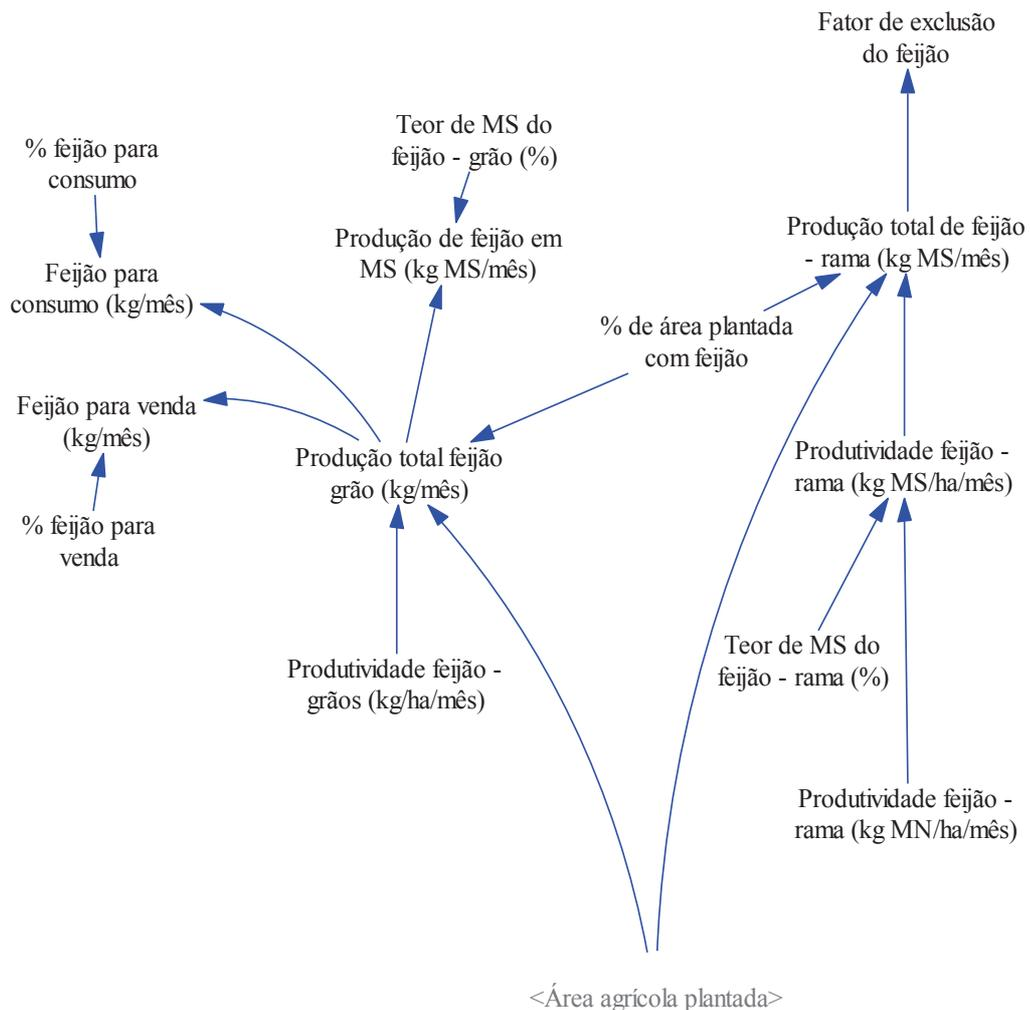 Fator de exclusão
do feijão
Teor de MS do
feijão - grão (%)
% feijão para
consumo
Produção total de feijão
- rama (kg MS/mês)
Produção de feijão em
MS (kg MS/mês)
Feijão para
consumo (kg/mês)
% de área plantada
com feijão
Feijão para venda
(kg/mês)
Produção total feijão
grão (kg/mês)
Produtividade feijão -
rama (kg MS/ha/mês)
% feijão para
venda
Teor de MS do
feijão - rama (%)
Produtividade feijão -
grãos (kg/ha/mês)
Produtividade feijão -
rama (kg MN/ha/mês)
<Área agrícola plantada>